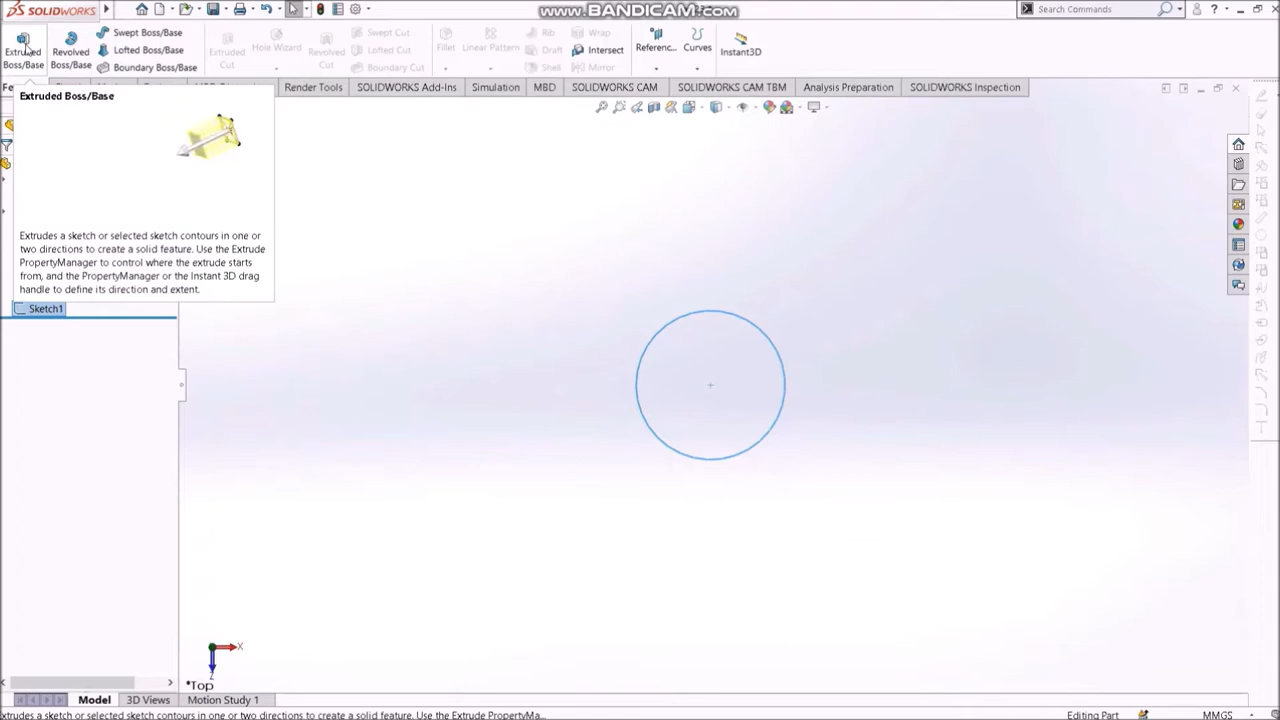 SOLIDWORKS
www.BANDICAM.com
Search Commands
Extruded Boss/Base
Revolved Boss/Base
Swept Boss/Base
Lofted Boss/Base
Boundary Boss/Base
Extruded Cut
Hole Wizard
Revolved Cut
Swept Cut
Lofted Cut
Boundary Cut
Fillet
Linear Pattern
Rib
Draft
Shell
Wrap
Intersect
Mirror
Referenc...
Curves
Instant3D
Fe
Render Tools
SOLIDWORKS Add-Ins
Simulation
MBD
SOLIDWORKS CAM
SOLIDWORKS CAM TBM
Analysis Preparation
SOLIDWORKS Inspection
Extruded Boss/Base
Extrudes a sketch or selected sketch contours in one or
two directions to create a solid feature. Use the Extrude
PropertyManager to control where the extrude starts
from, and the PropertyManager or the Instant 3D drag
handle to define its direction and extent.
Sketch1
X
Z
*Top
Model
3D Views
Motion Study 1
xtrudes a sketch or selected sketch contours in one or two directions to create a solid feature. Use the Extrude PropertyMa...
Editing Part
MMGS